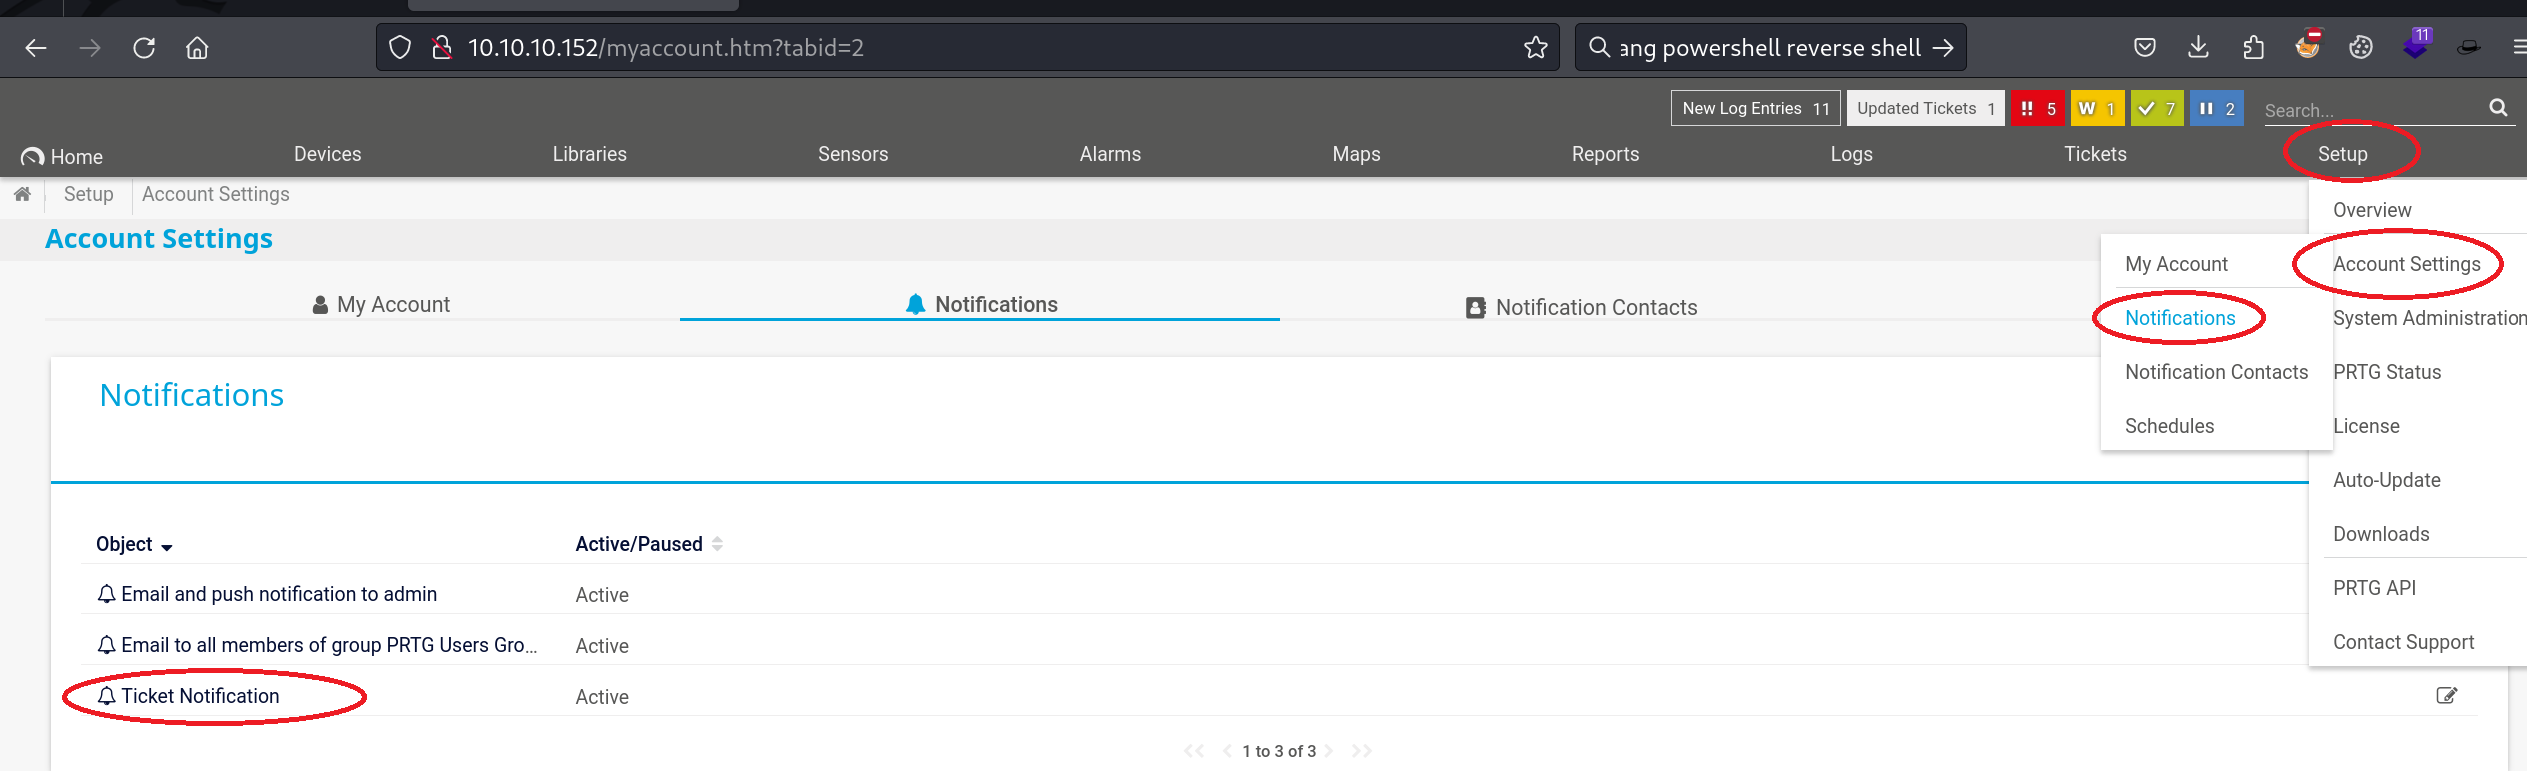 10.10.10.152/myaccount.htm?tabid=2
ang powershell reverse shell
11
New Log Entries 11
Updated Tickets 1
!! 5
W 1
7
2
Search...
Home
Devices
Libraries
Sensors
Alarms
Maps
Reports
Logs
Tickets
Setup
Setup
Account Settings
Account Settings
My Account
Notifications
Notification Contacts
Overview
Account Settings
System Administration
PRTG Status
License
Auto-Update
Downloads
PRTG API
Contact Support
My Account
Notifications
Notification Contacts
Schedules
Notifications
Object
Active/Paused
Email and push notification to admin
Active
Email to all members of group PRTG Users Gro...
Active
Ticket Notification
Active
<< < 1 to 3 of 3 > >>